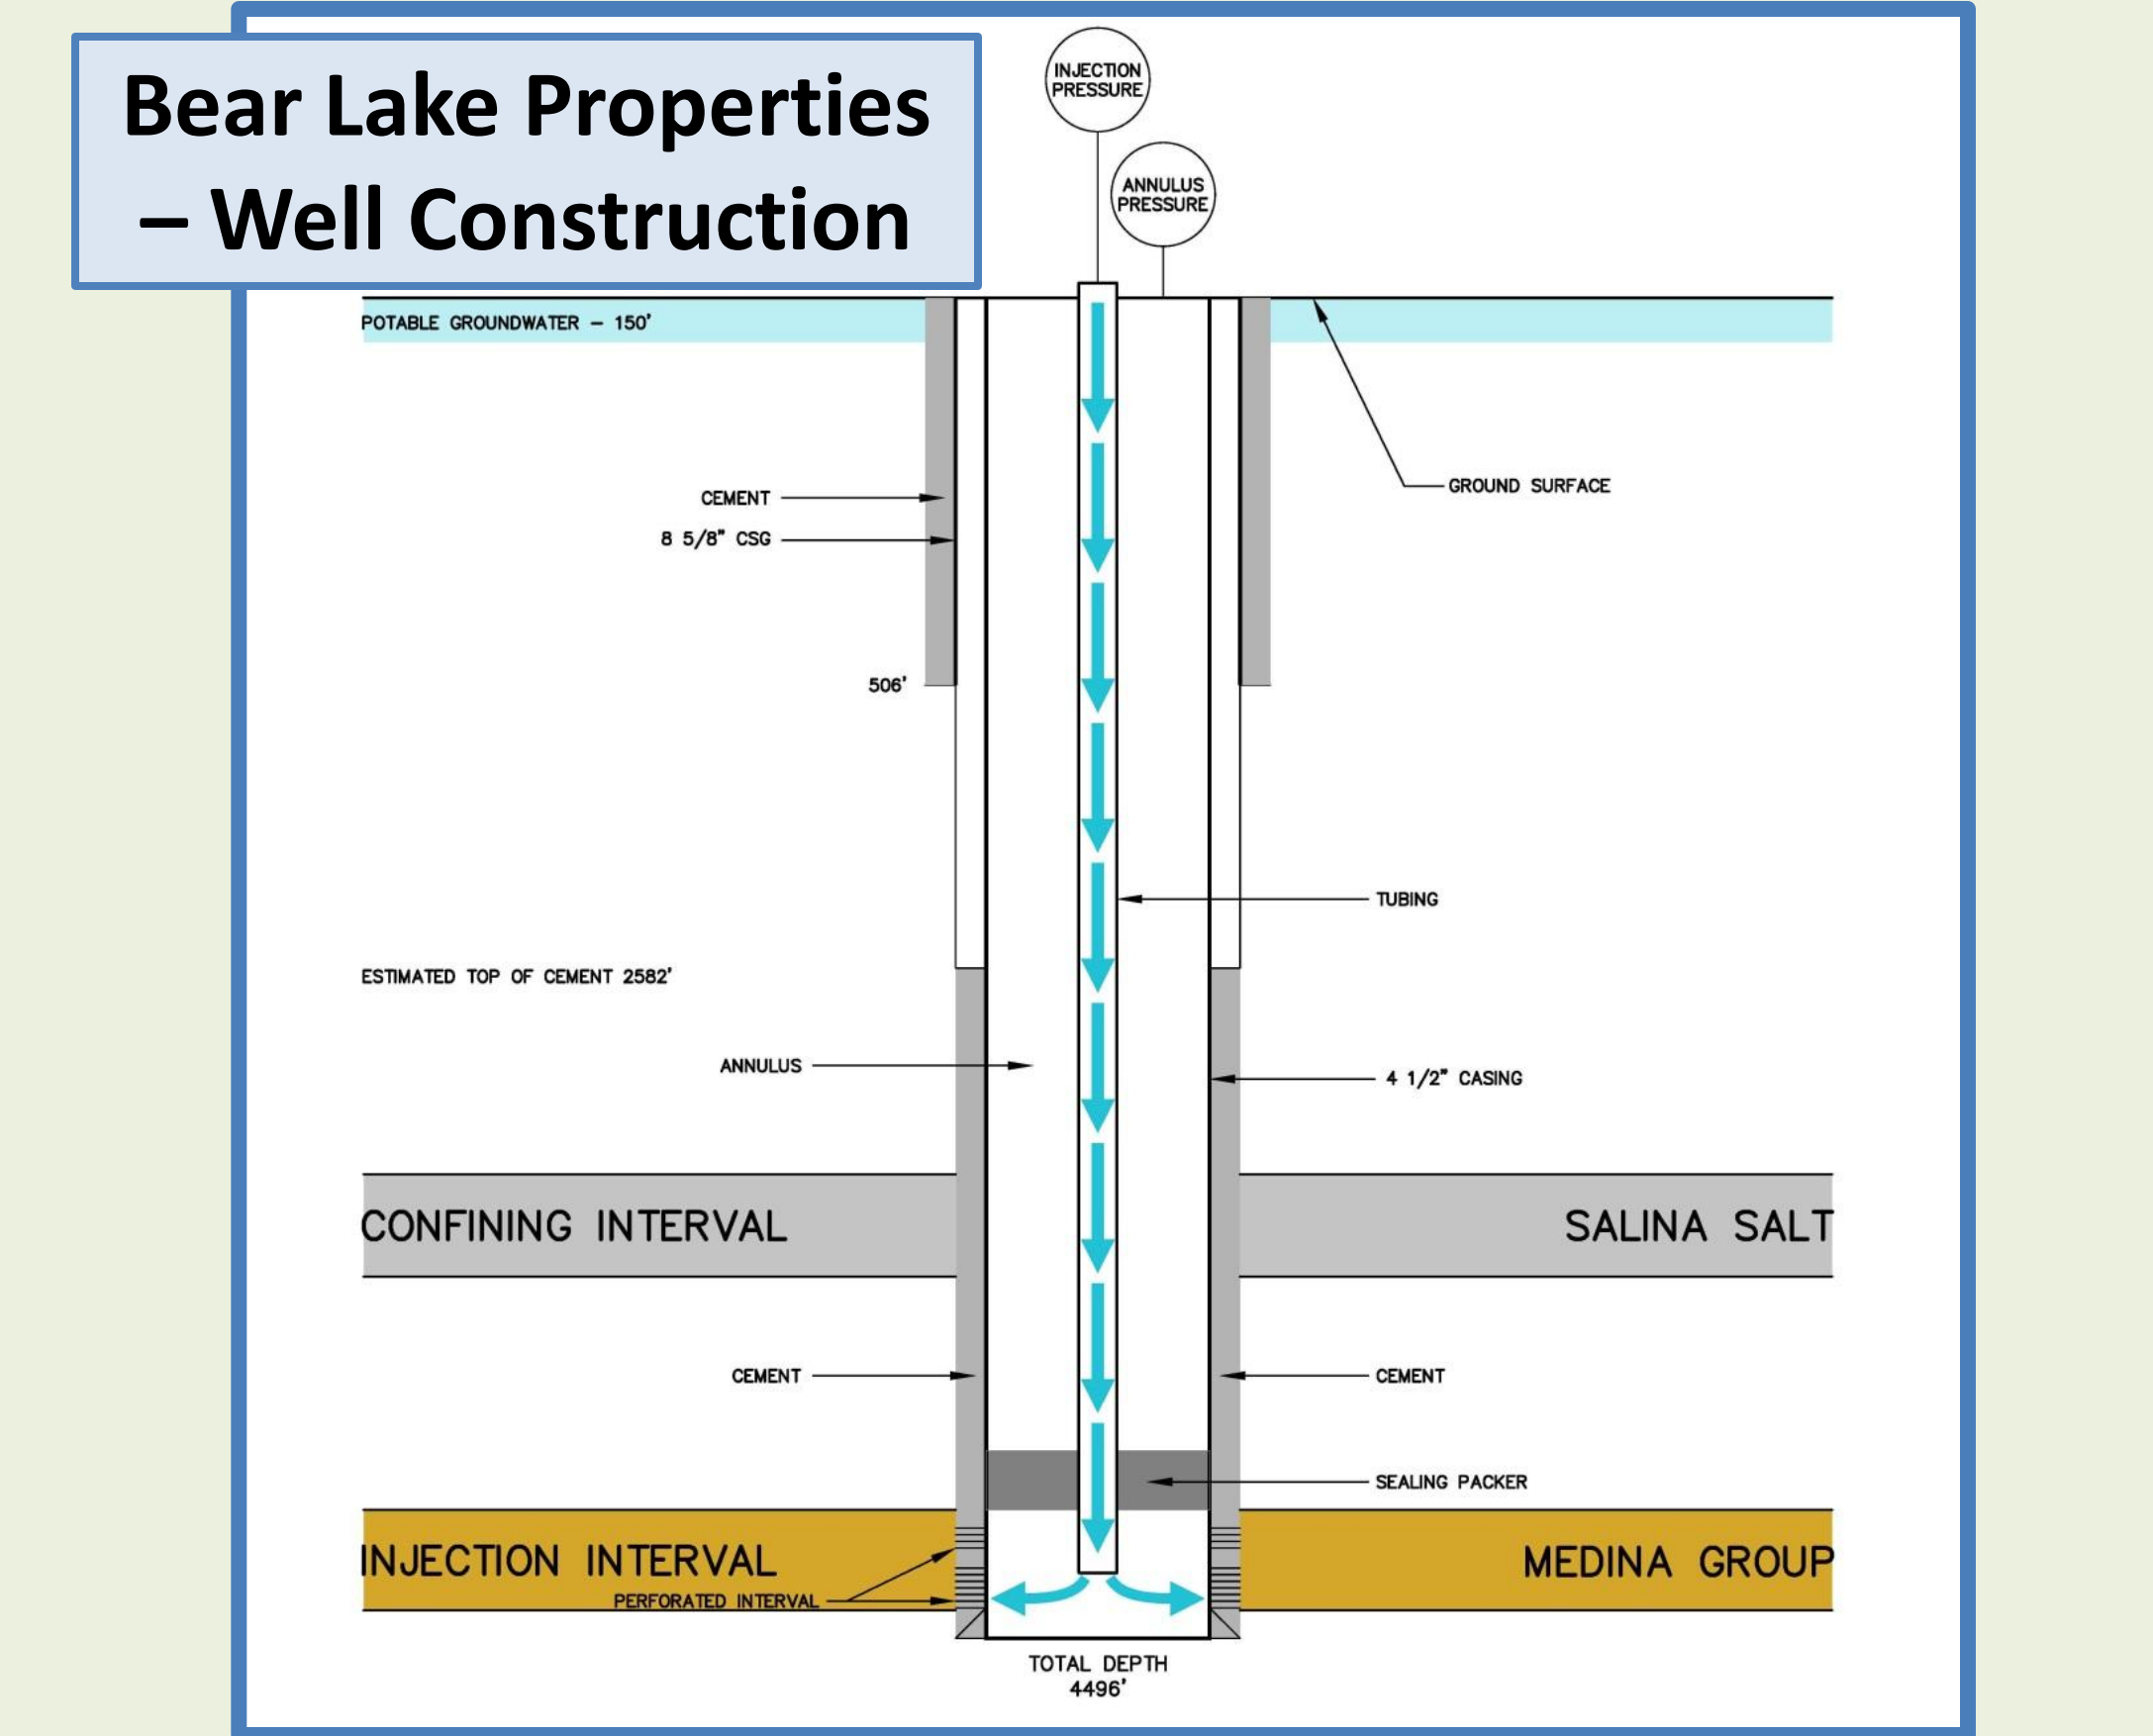 Bear Lake Properties
– Well Construction
INJECTION
PRESSURE
ANNULUS
PRESSURE
POTABLE GROUNDWATER – 150'
CEMENT
8 5/8" CSG
GROUND SURFACE
506'
TUBING
ESTIMATED TOP OF CEMENT 2582'
ANNULUS
4 1/2" CASING
CONFINING INTERVAL
SALINA SALT
CEMENT
CEMENT
SEALING PACKER
INJECTION INTERVAL
MEDINA GROUP
PERFORATED INTERVAL
TOTAL DEPTH
4496'